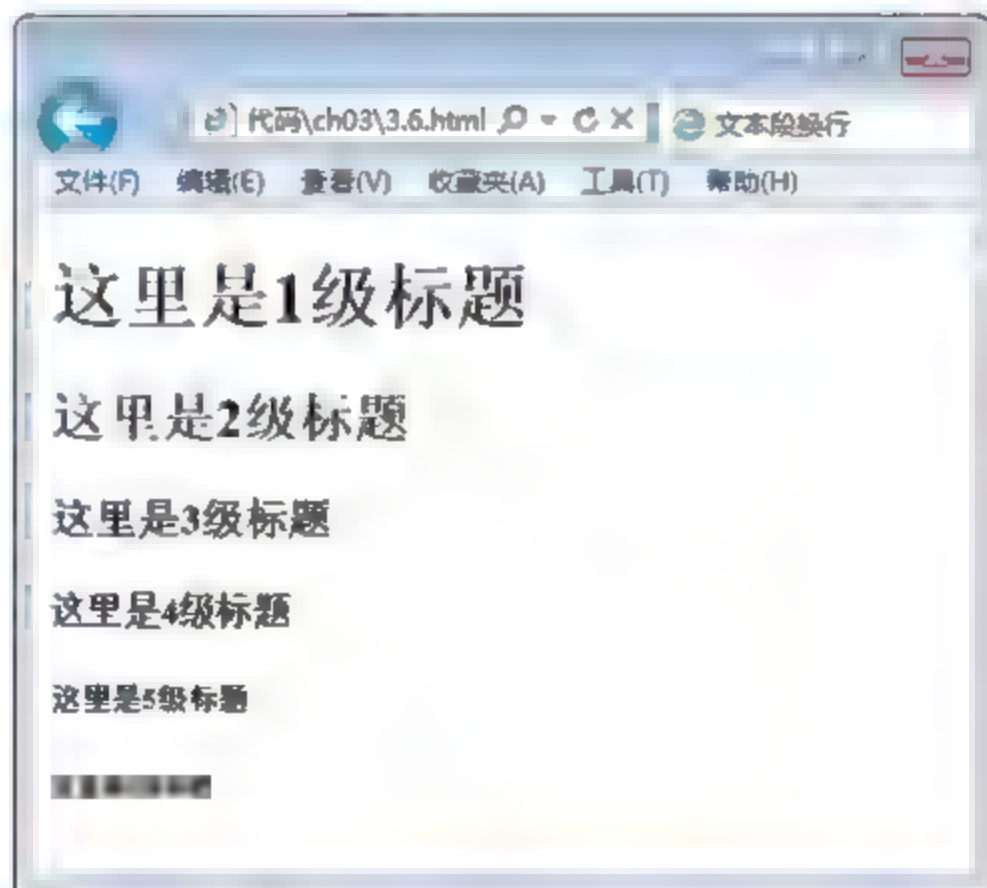 代码\ch03\3.6.html
文本段换行
文件(F) 编辑(E) 查看(V) 收藏夹(A) 工具(T) 帮助(H)
这里是1级标题
这里是2级标题
这里是3级标题
这里是4级标题
这里是5级标题